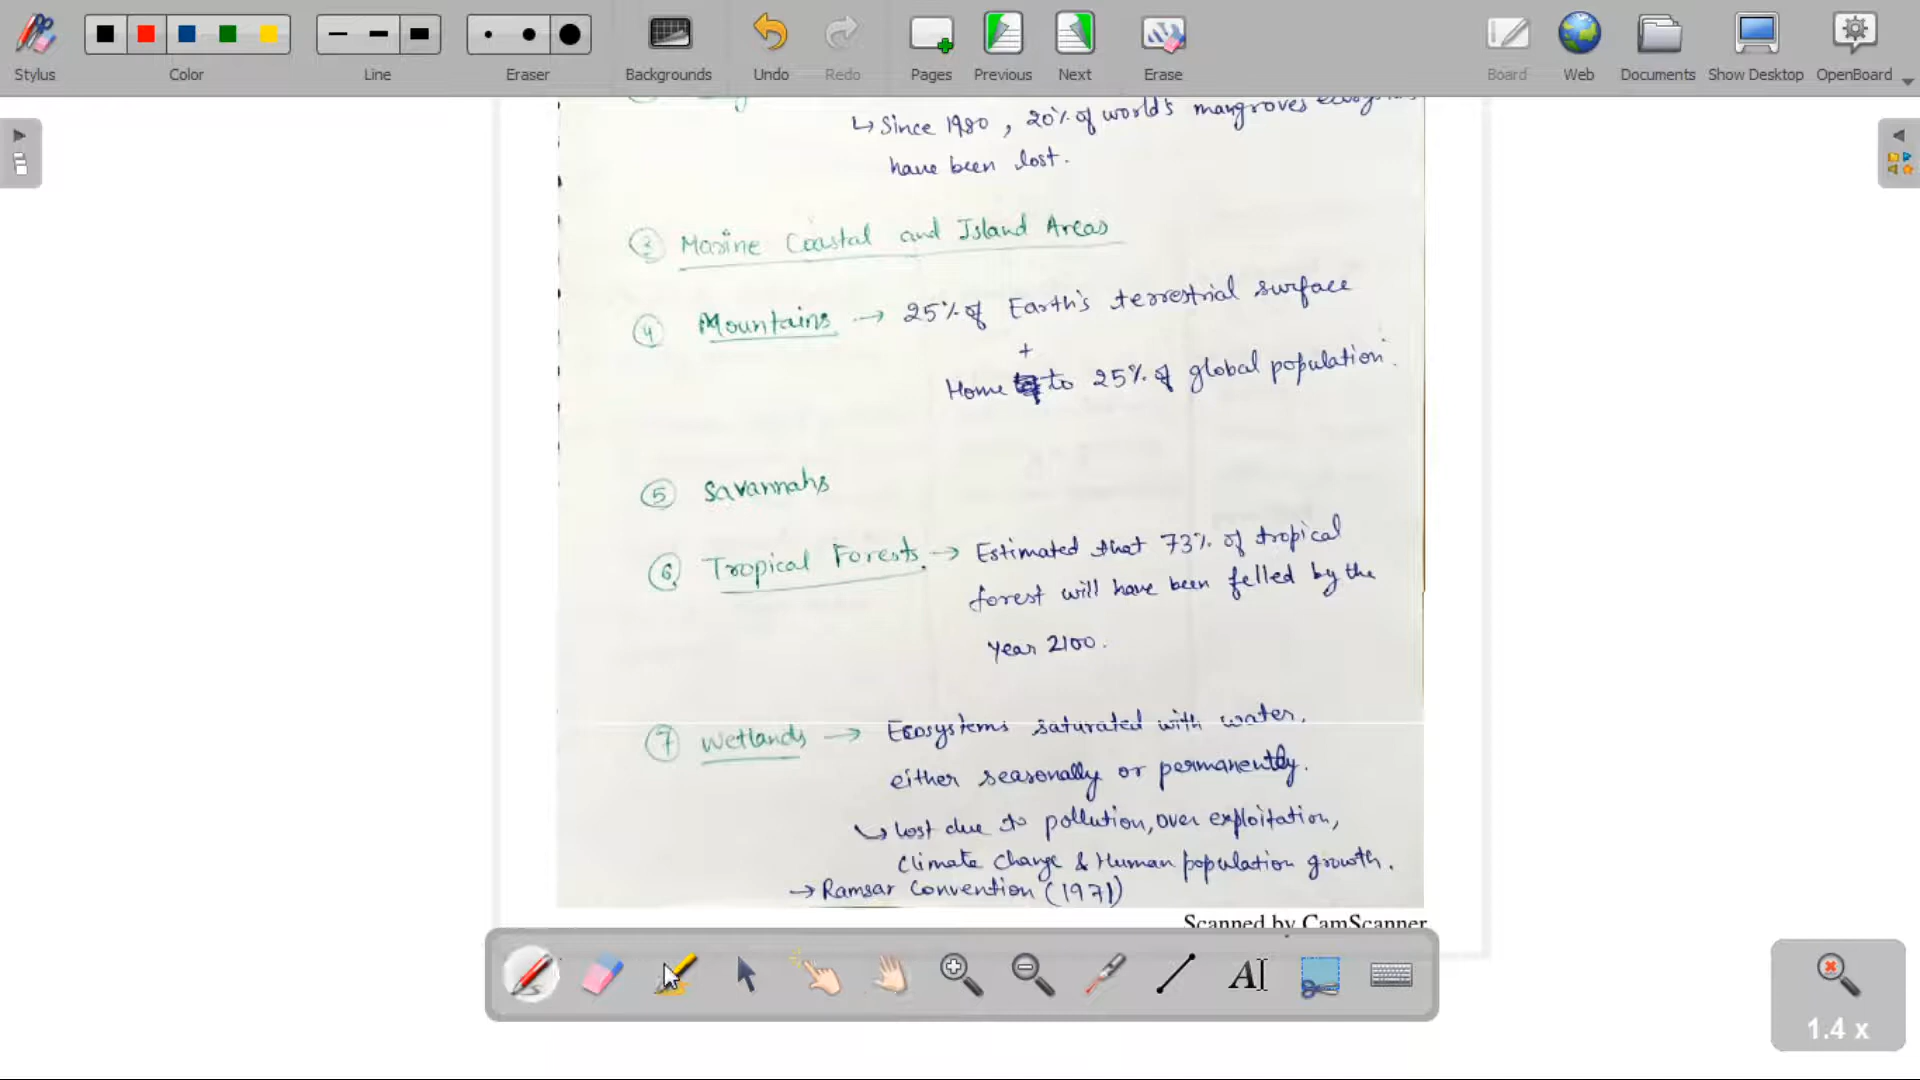 Stylus
Color
Line
Eraser
Backgrounds
Undo
Redo
Pages
Previous
Next
Erase
Board
Web
Documents
Show Desktop
OpenBoard
↳ Since 1980, 20% of world's mangroves
have been lost.
③ Marine Coastal and Island Areas
④ Mountains → 25% of Earth's terrestrial surface
+
Home to 25% of global population.
⑤ Savannahs
⑥ Tropical Forests → Estimated that 73% of tropical
forest will have been felled by the
year 2100.
⑦ Wetlands → Ecosystems saturated with water,
either seasonally or permanently.
↳ Lost due to pollution, over exploitation,
Climate change & Human population growth.
→ Ramsar Convention (1971)
Scanned by CamScanner
1.4 x